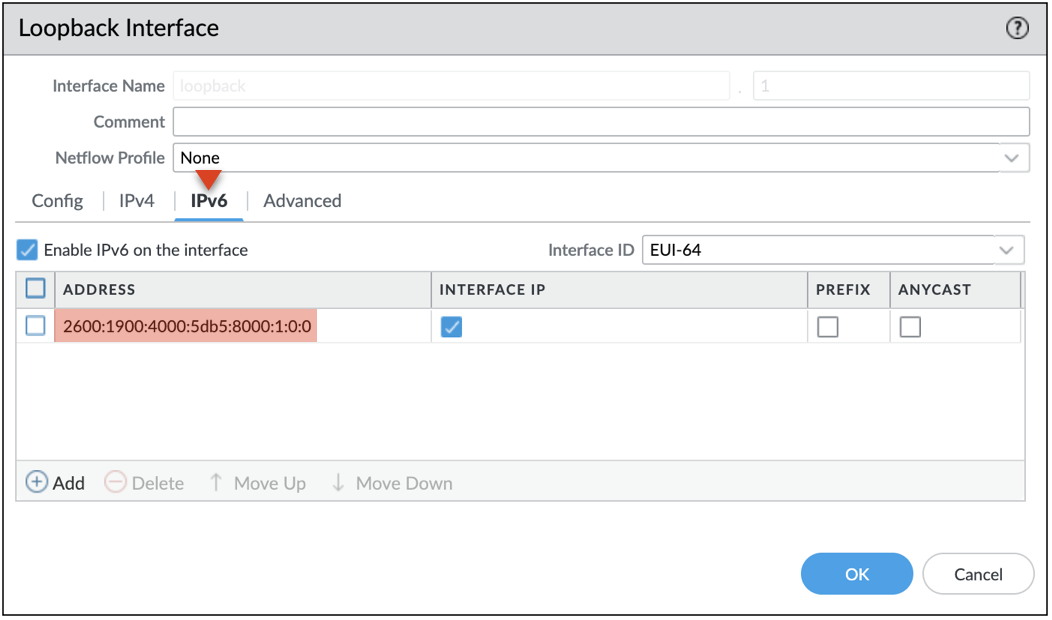 Loopback Interface ?
Interface Name loopback . 1
Comment
Netflow Profile None
Config IPv4 IPv6 Advanced
Enable IPv6 on the interface Interface ID EUI-64
ADDRESS INTERFACE IP PREFIX ANYCAST
2600:1900:4000:5db5:8000:1:0:0
Add Delete Move Up Move Down
OK Cancel